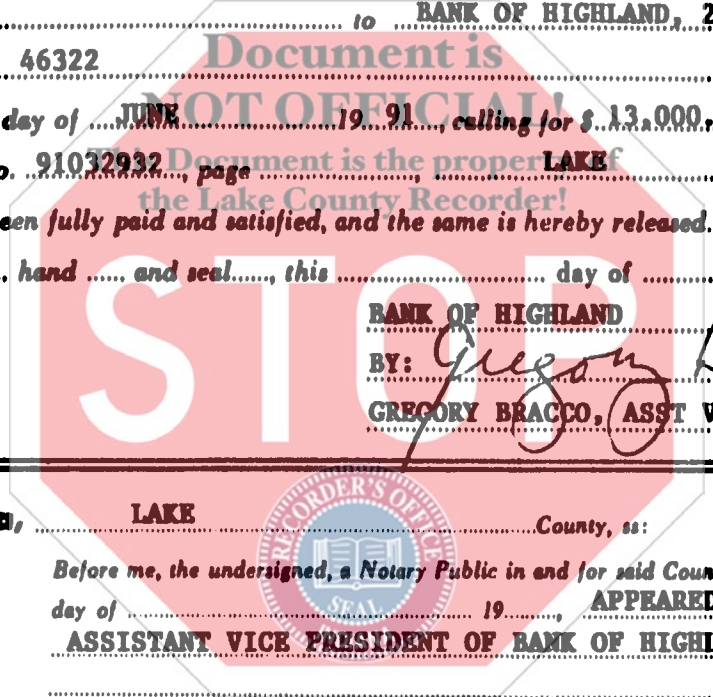 to BANK OF HIGHLAND, 2
Document is
46322
NOT OFFICIAL!
day of JUNE 19 91, calling for $ 13,000,
This Document is the property of
91032932, page , LAKE
the Lake County Recorder!
een fully paid and satisfied, and the same is hereby released.
hand ....., and seal....., this day of
STOP
BANK OF HIGHLAND
BY: Gregory
GREGORY BRACCO, ASST V
LAKE County, ss:
RECORDER'S OFFICE
Before me, the undersigned, a Notary Public in and for said Coun
SEAL
day of 19 , APPEARED
ASSISTANT VICE PRESIDENT OF BANK OF HIGHL